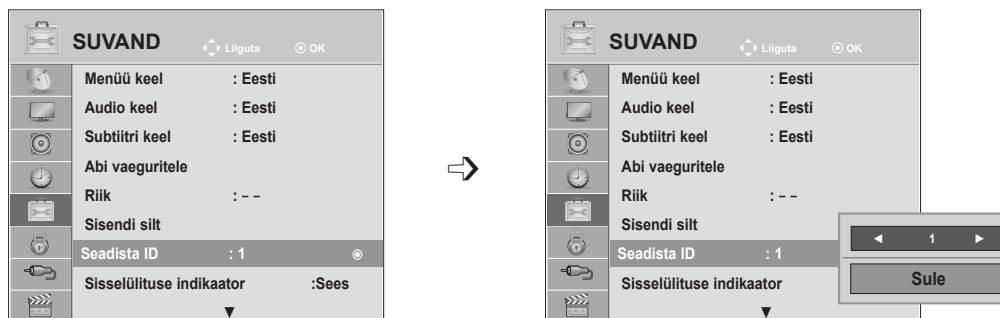 SUVAND Liiguta OK
Menüü keel : Eesti
Audio keel : Eesti
Subtiitri keel : Eesti
Abi vaeguritele
Riik : – –
Sisendi silt
Seadista ID : 1
Sisselülituse indikaator :Sees
SUVAND Liiguta OK
Menüü keel : Eesti
Audio keel : Eesti
Subtiitri keel : Eesti
Abi vaeguritele
Riik : – –
Sisendi silt
Seadista ID : 1
Sisselülituse indikaator
◄ 1 ►
Sule